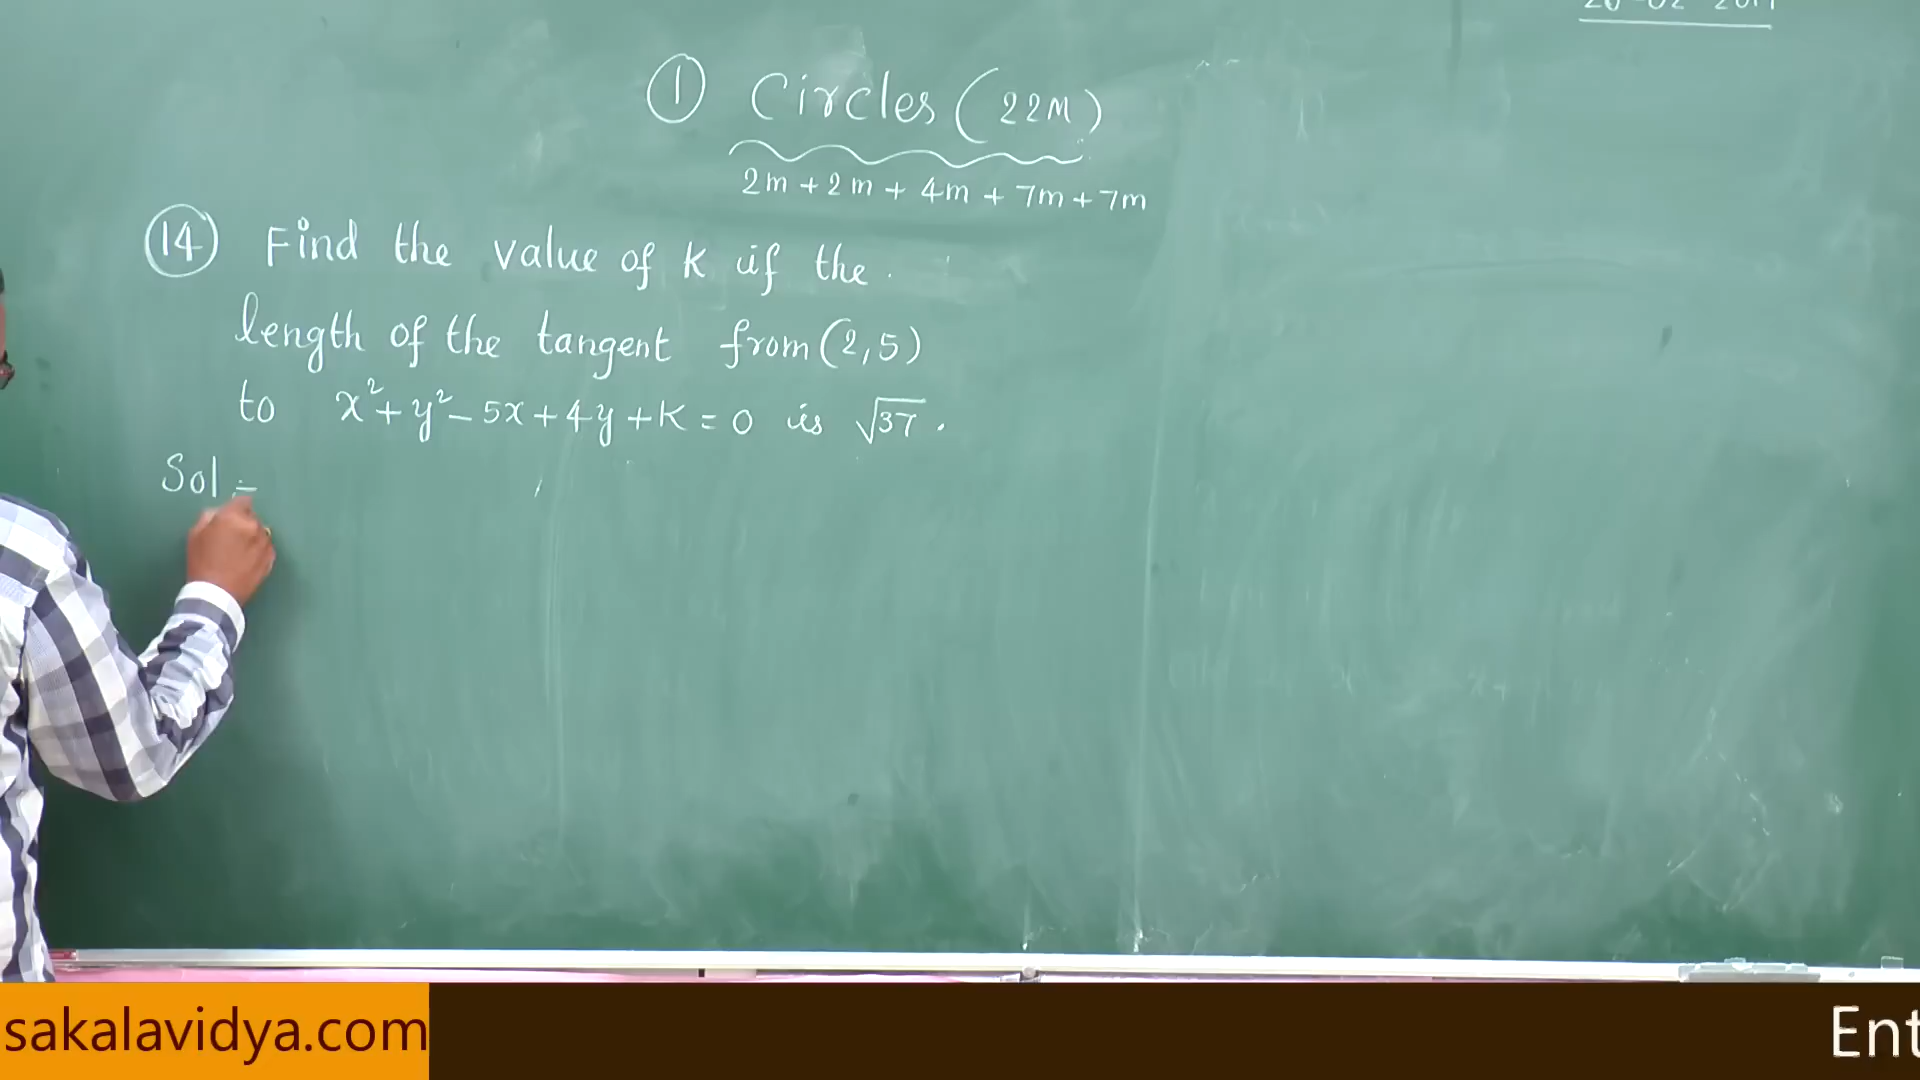 ① Circles (22M)
2m + 2m + 4m + 7m + 7m
⑭ Find the value of k if the
length of the tangent from (2,5)
to x²+y²-5x+4y+k=0 is √37.
Sol:-
sakalavidya.com
Ent